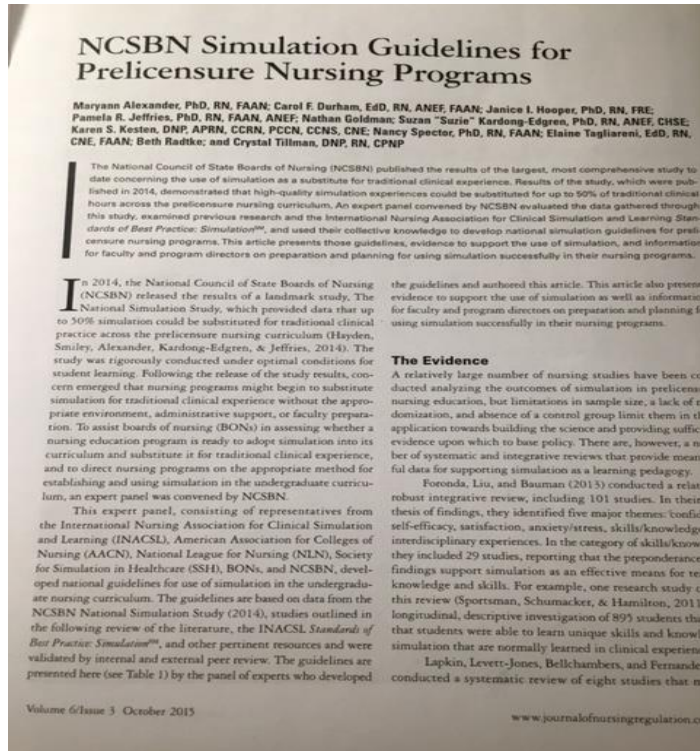 NCSBN Simulation Guidelines for
Prelicensure Nursing Programs
Maryann Alexander, PhD, RN, FAAN; Carol F. Durham, EdD, RN, ANEF, FAAN; Janice I. Hooper, PhD, RN, FRE;
Pamela R. Jeffries, PhD, RN, FAAN, ANEF; Nathan Goldman; Suzan "Suzie" Kardong-Edgren, PhD, RN, ANEF, CHSE;
Karen S. Kesten, DNP, APRN, CCRN, PCCN, CCNS, CNE; Nancy Spector, PhD, RN, FAAN; Elaine Tagliareni, EdD, RN,
CNE, FAAN; Beth Radtke; and Crystal Tillman, DNP, RN, CPNP
The National Council of State Boards of Nursing (NCSBN) published the results of the largest, most comprehensive study to
date concerning the use of simulation as a substitute for traditional clinical experience. Results of the study, which were pub-
lished in 2014, demonstrated that high-quality simulation experiences could be substituted for up to 50% of traditional clinical
hours across the prelicensure nursing curriculum. An expert panel convened by NCSBN evaluated the data gathered through
this study, examined previous research and the International Nursing Association for Clinical Simulation and Learning Stan-
dards of Best Practice: Simulation℠, and used their collective knowledge to develop national simulation guidelines for preli-
censure nursing programs. This article presents those guidelines, evidence to support the use of simulation, and information
for faculty and program directors on preparation and planning for using simulation successfully in their nursing programs.
In 2014, the National Council of State Boards of Nursing
(NCSBN) released the results of a landmark study, The
National Simulation Study, which provided data that up
to 50% simulation could be substituted for traditional clinical
practice across the prelicensure nursing curriculum (Hayden,
Smiley, Alexander, Kardong-Edgren, & Jeffries, 2014). The
study was rigorously conducted under optimal conditions for
student learning. Following the release of the study results, con-
cern emerged that nursing programs might begin to substitute
simulation for traditional clinical experience without the appro-
priate environment, administrative support, or faculty prepara-
tion. To assist boards of nursing (BONs) in assessing whether a
nursing education program is ready to adopt simulation into its
curriculum and substitute it for traditional clinical experience,
and to direct nursing programs on the appropriate method for
establishing and using simulation in the undergraduate curricu-
lum, an expert panel was convened by NCSBN.
This expert panel, consisting of representatives from
the International Nursing Association for Clinical Simulation
and Learning (INACSL), American Association of Colleges of
Nursing (AACN), National League for Nursing (NLN), Society
for Simulation in Healthcare (SSH), BONs, and NCSBN, devel-
oped national guidelines for use of simulation in the undergradu-
ate nursing curriculum. The guidelines are based on data from the
NCSBN National Simulation Study (2014), studies outlined in
the following review of the literature, the INACSL Standards of
Best Practice: Simulation℠, and other pertinent resources and were
validated by internal and external peer review. The guidelines are
presented here (see Table 1) by the panel of experts who developed
the guidelines and authored this article. This article also presen
evidence to support the use of simulation as well as informat
for faculty and program directors on preparation and planning f
using simulation successfully in their nursing programs.
The Evidence
A relatively large number of nursing studies have been co
ducted analyzing the outcomes of simulation in prelicens
nursing education, but limitations in sample size, a lack of r
domization, and absence of a control group limit them in t
application towards building the science and providing suffic
evidence upon which to base policy. There are, however, a n
ber of systematic and integrative reviews that provide mean
ful data for supporting simulation as a learning pedagogy.
Foronda, Liu, and Bauman (2013) conducted a relat
robust integrative review, including 101 studies. In their
thesis of findings, they identified five major themes: confid
self-efficacy, satisfaction, anxiety/stress, skills/knowledg
interdisciplinary experiences. In the category of skills/know
they included 29 studies, reporting that the preponderance
findings support simulation as an effective means for te
knowledge and skills. For example, one research study o
this review (Sportsman, Schumacker, & Hamilton, 2011
longitudinal, descriptive investigation of 895 students tha
that students were able to learn unique skills and know
simulation that are normally learned in clinical experienc
Lapkin, Levett-Jones, Bellchambers, and Fernande
conducted a systematic review of eight studies that m
Volume 6/Issue 3 October 2015
www.journalofnursingregulation.co